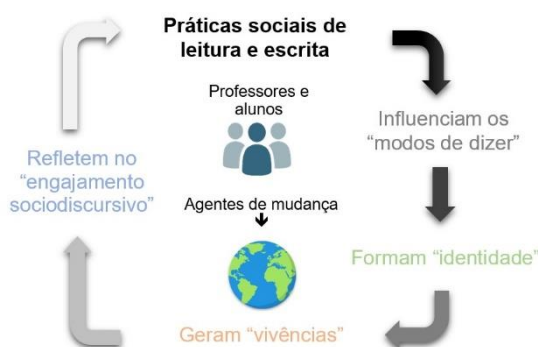 Práticas sociais de
leitura e escrita
Professores e
alunos
Influenciam os
“modos de dizer”
Refletem no
“engajamento
sociodiscursivo”
Agentes de mudança
Formam “identidade”
Geram “vivências”